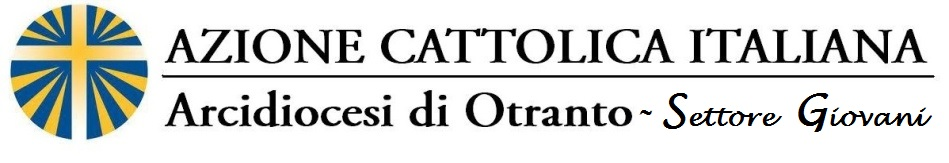 AZIONE CATTOLICA ITALIANA
Arcidiocesi di Otranto ~ Settore Giovani